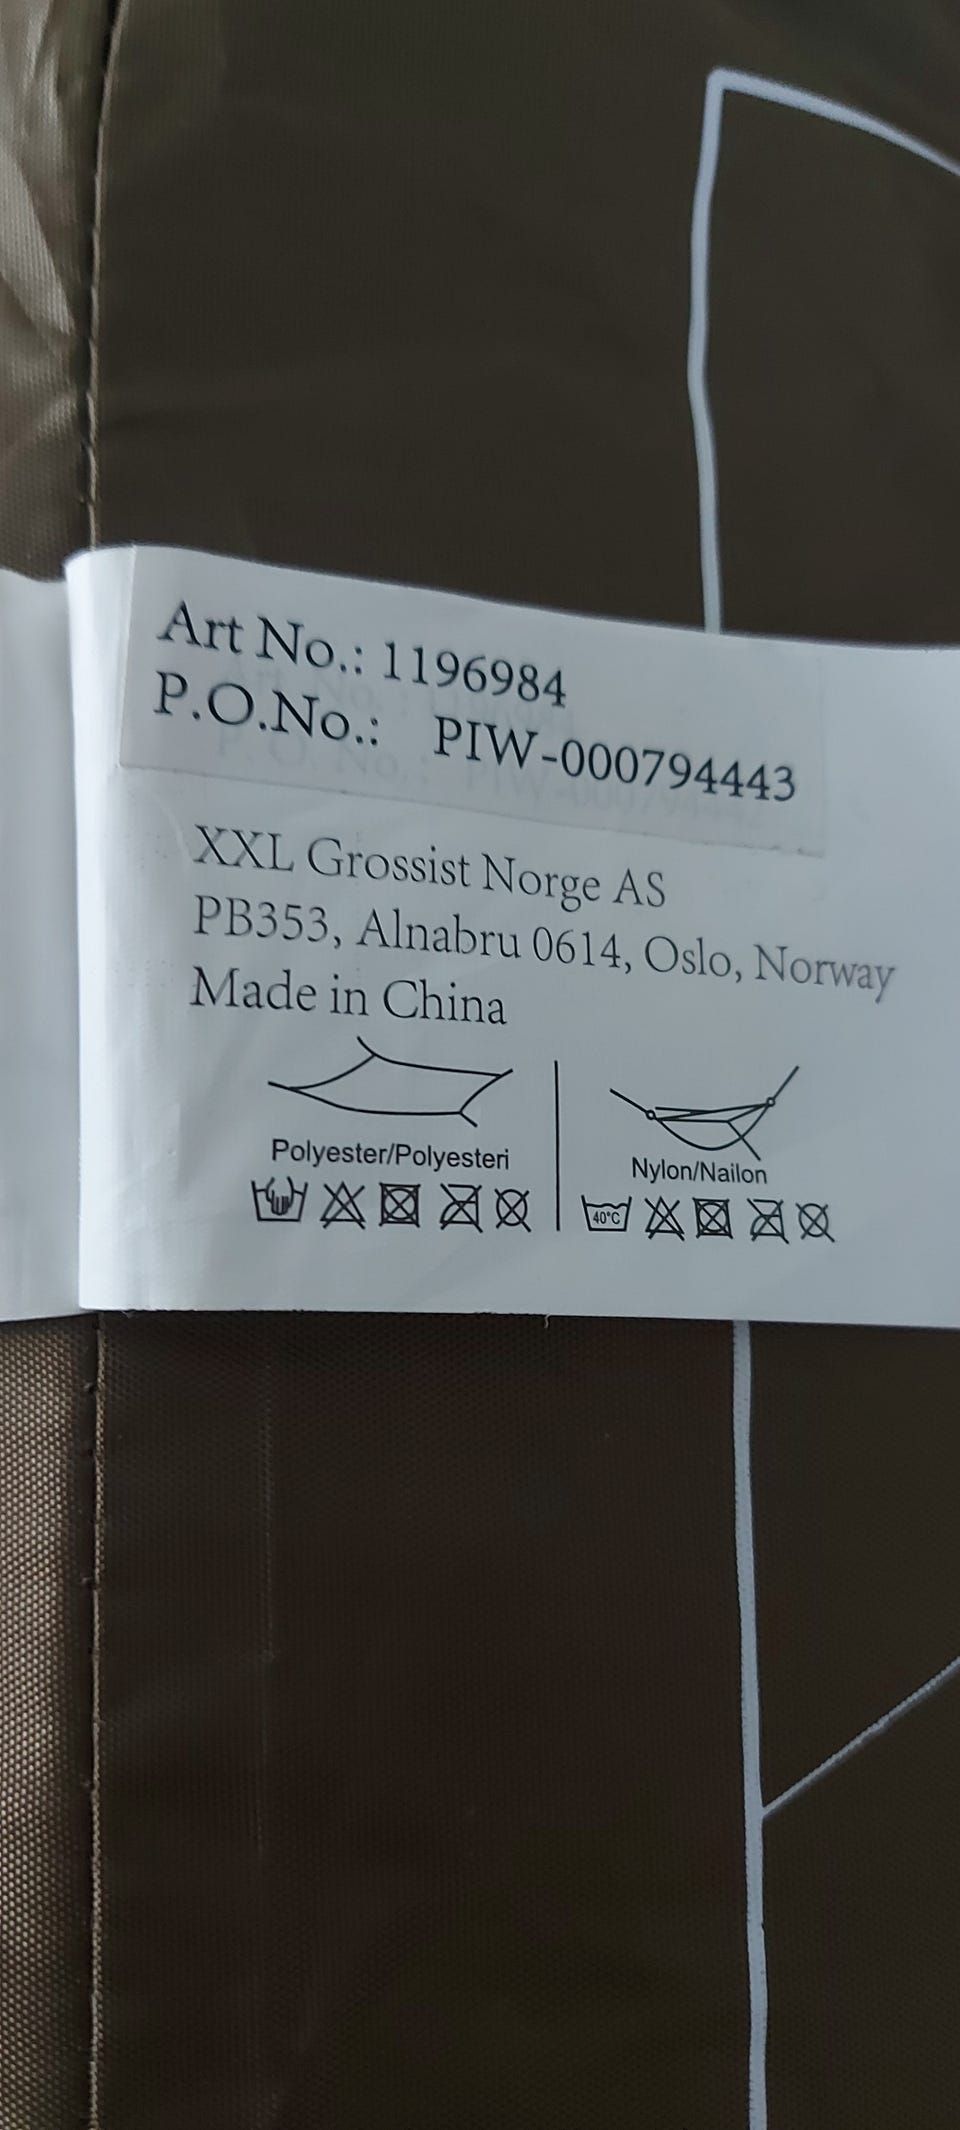 Art No.: 1196984
P.O.No.: PIW-000794443
XXL Grossist Norge AS
PB353, Alnabru 0614, Oslo, Norway
Made in China
Polyester/Polyesteri
Nylon/Nailon
40°C